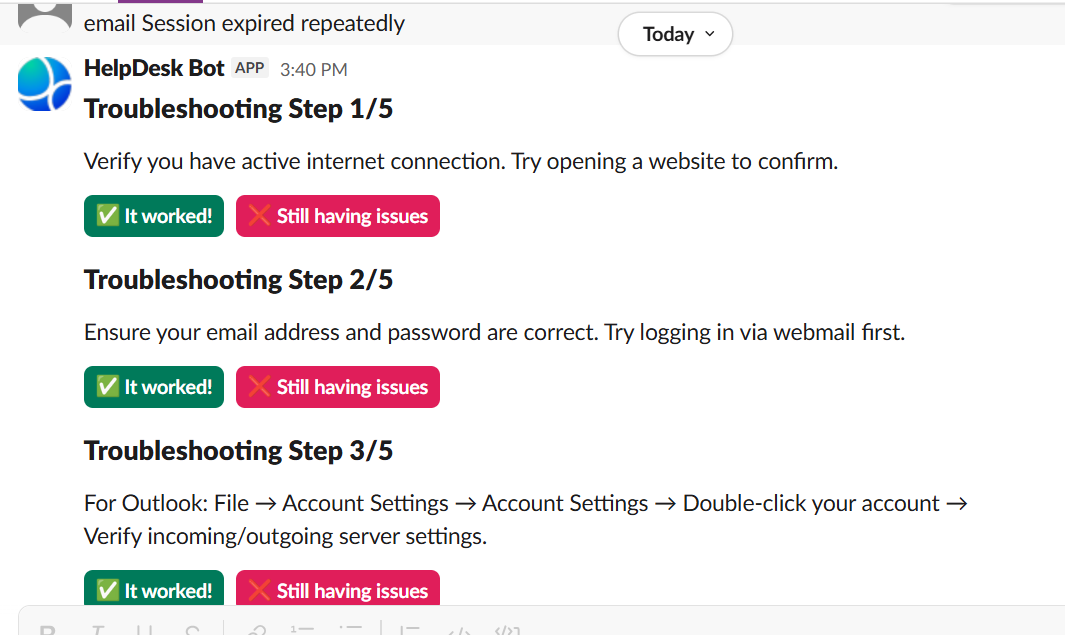 email Session expired repeatedly
Today
HelpDesk Bot APP 3:40 PM
Troubleshooting Step 1/5
Verify you have active internet connection. Try opening a website to confirm.
✅ It worked! ❌ Still having issues
Troubleshooting Step 2/5
Ensure your email address and password are correct. Try logging in via webmail first.
✅ It worked! ❌ Still having issues
Troubleshooting Step 3/5
For Outlook: File → Account Settings → Account Settings → Double-click your account →
Verify incoming/outgoing server settings.
✅ It worked! ❌ Still having issues